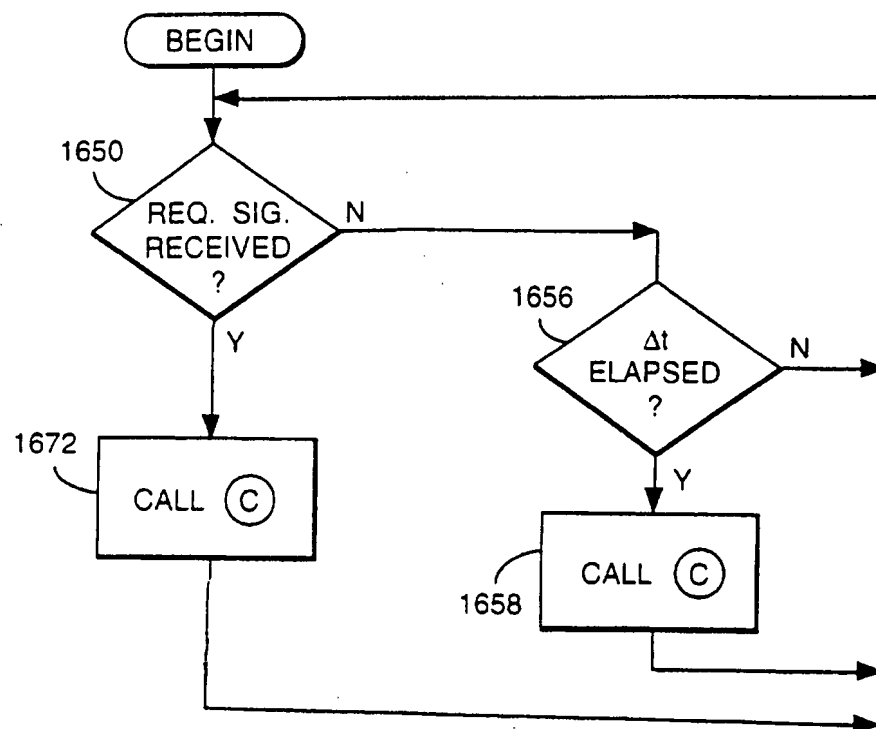 BEGIN
1650
REQ. SIG.
RECEIVED
?
N
Y
1656
Δt
ELAPSED
?
N
Y
1672
CALL C
1658
CALL C